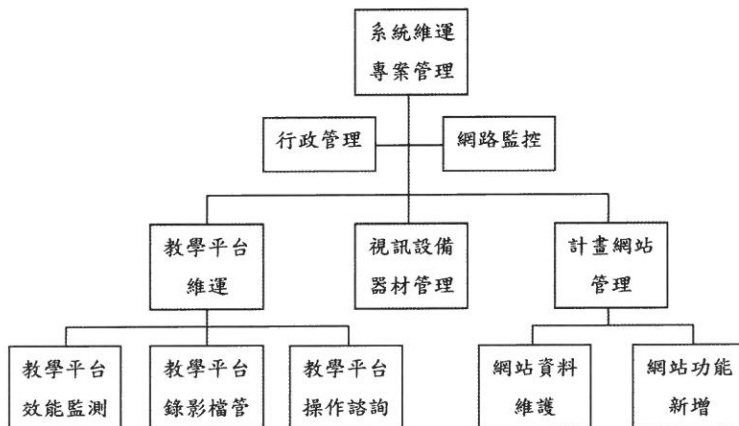 系統維運
專案管理
行政管理
網路監控
教學平台
維運
視訊設備
器材管理
計畫網站
管理
教學平台
效能監測
教學平台
錄影檔管
教學平台
操作諮詢
網站資料
維護
網站功能
新增